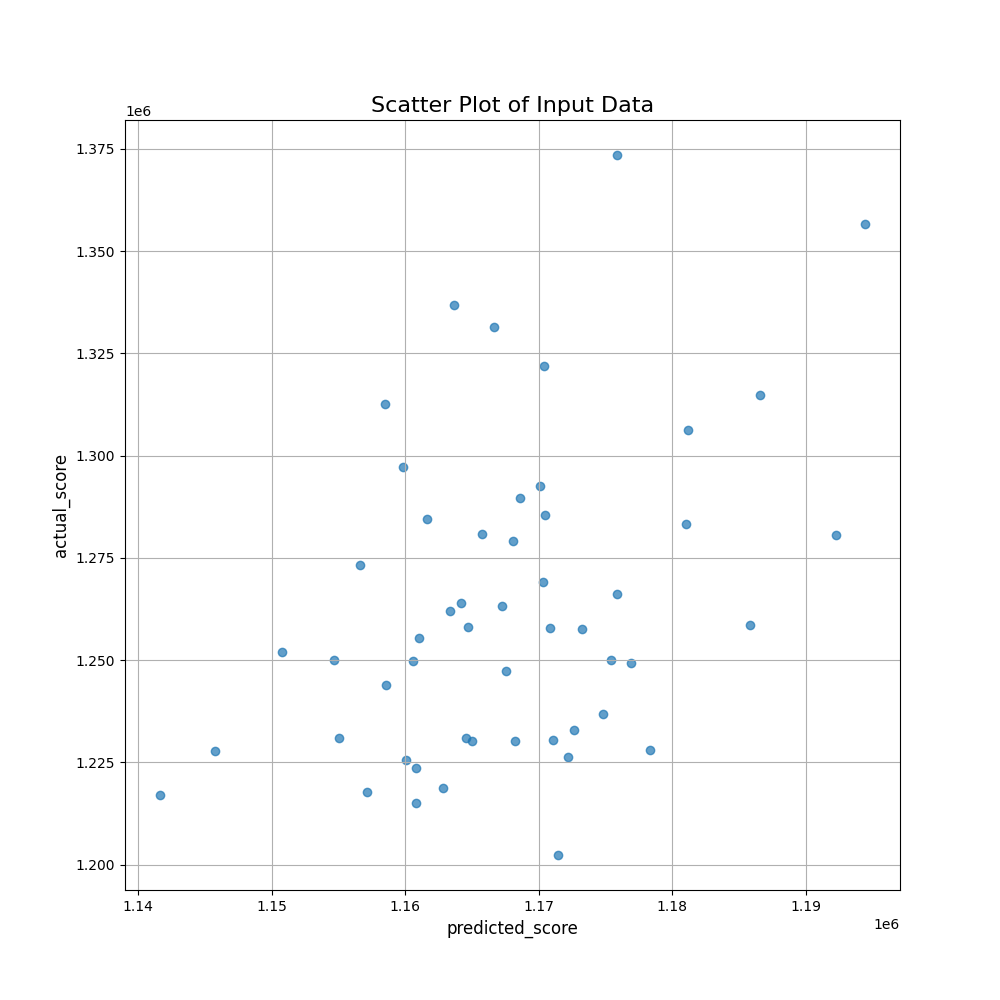 Scatter Plot of Input Data
1e6
1.375
1.350
1.325
1.300
1.275
1.250
1.225
1.200
actual_score
1.14 1.15 1.16 1.17 1.18 1.19
1e6
predicted_score